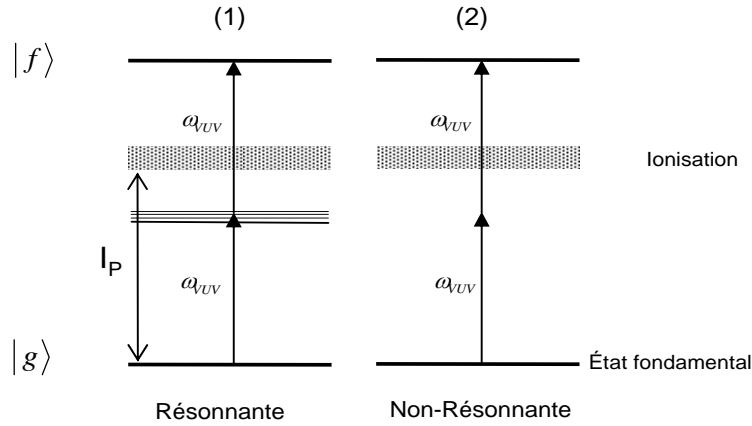 (1) (2)
|f⟩
ω_VUV ω_VUV
Ionisation
I_P
ω_VUV ω_VUV
|g⟩
État fondamental
Résonnante Non-Résonnante